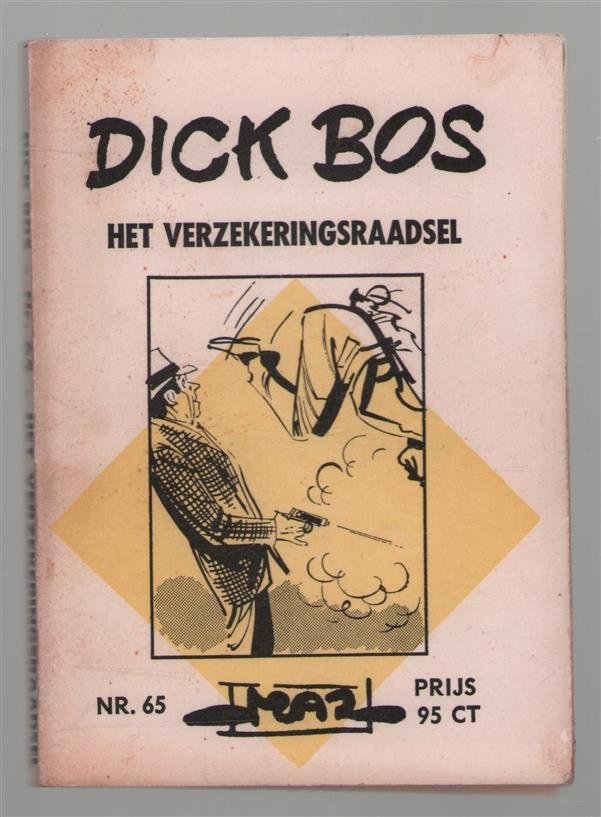 DICK BOS
HET VERZEKERINGSRAADSEL
NR. 65
MAZ
PRIJS
95 CT